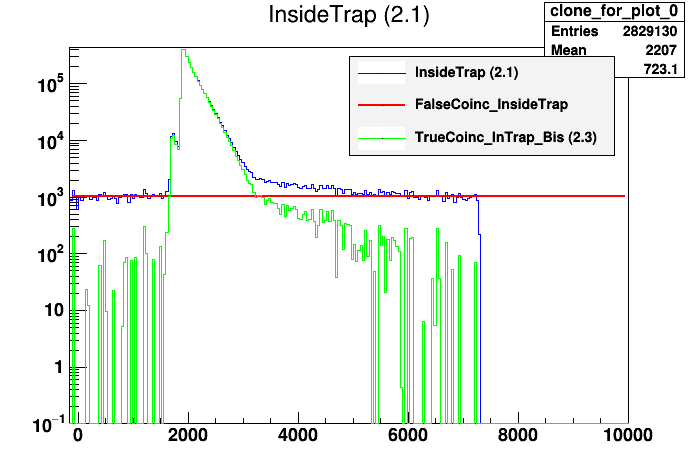 InsideTrap (2.1)
clone_for_plot_0
Entries 2829130
Mean 2207
723.1
InsideTrap (2.1)
FalseCoinc_InsideTrap
TrueCoinc_InTrap_Bis (2.3)
10^5
10^4
10^3
10^2
10
1
10^-1
0 2000 4000 6000 8000 10000